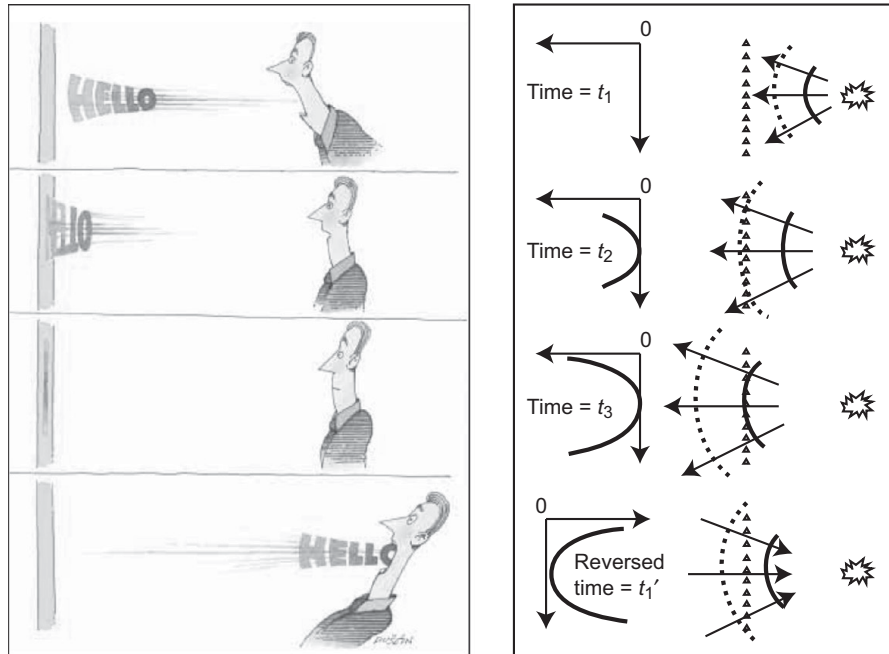 HELLO
HELLO
HELLO
0
Time = t₁
0
Time = t₂
0
Time = t₃
0
Reversed
time = t₁′